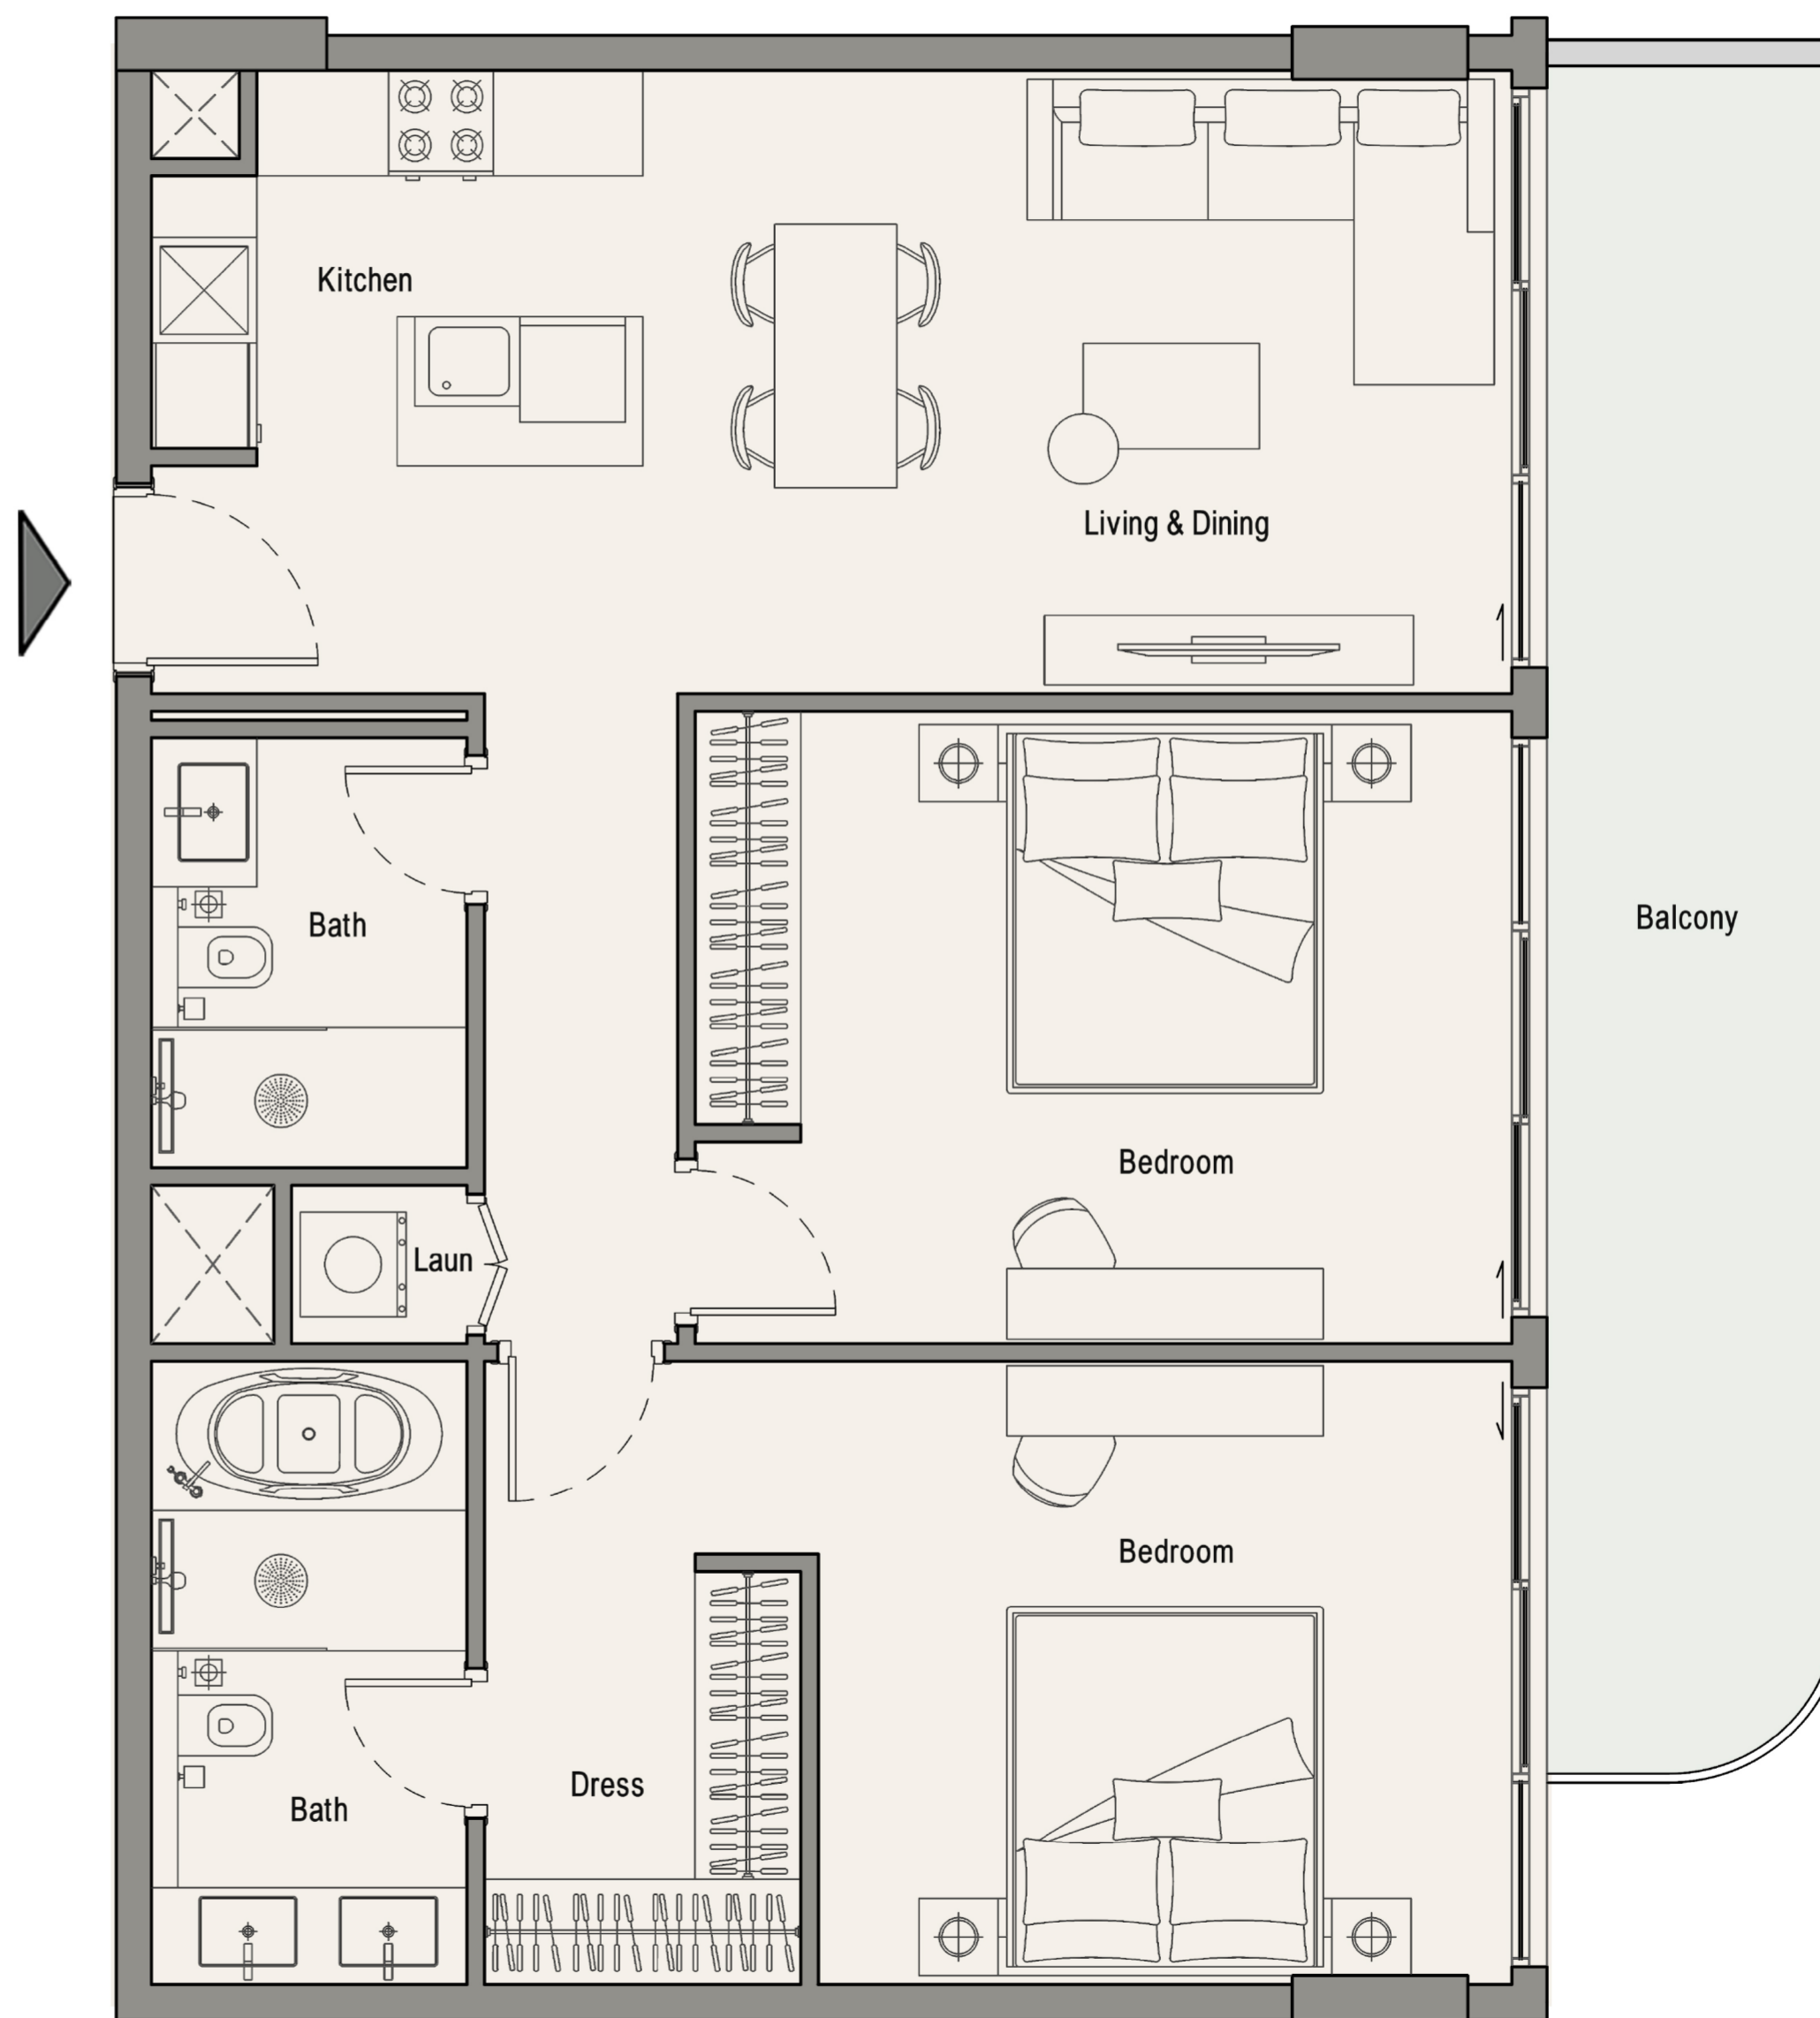 Kitchen
Living & Dining
Bath
Balcony
Bedroom
Laun
Bedroom
Dress
Bath